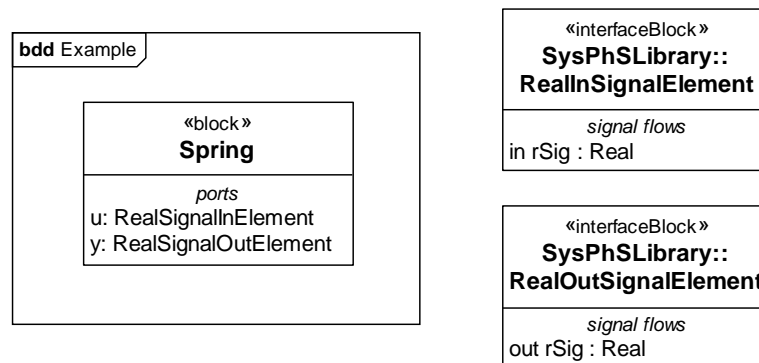 bdd Example
«block»
Spring
ports
u: RealSignalInElement
y: RealSignalOutElement
«interfaceBlock»
SysPhSLibrary::
RealInSignalElement
signal flows
in rSig : Real
«interfaceBlock»
SysPhSLibrary::
RealOutSignalElement
signal flows
out rSig : Real